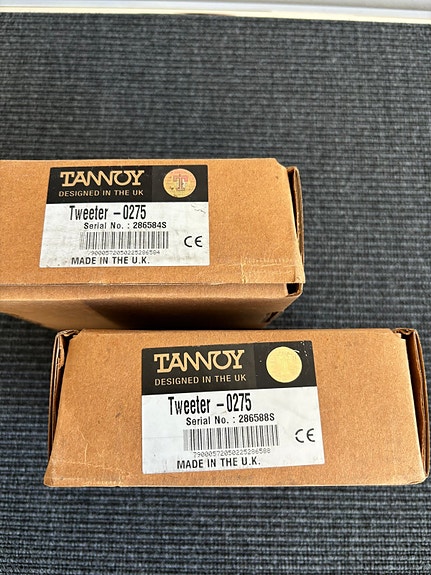 TANNOY
DESIGNED IN THE UK
Tweeter - 0275
Serial No. : 286584S
MADE IN THE U.K.
CE
TANNOY
DESIGNED IN THE UK
Tweeter - 0275
Serial No. : 286588S
79000572050225286588
MADE IN THE U.K.
CE